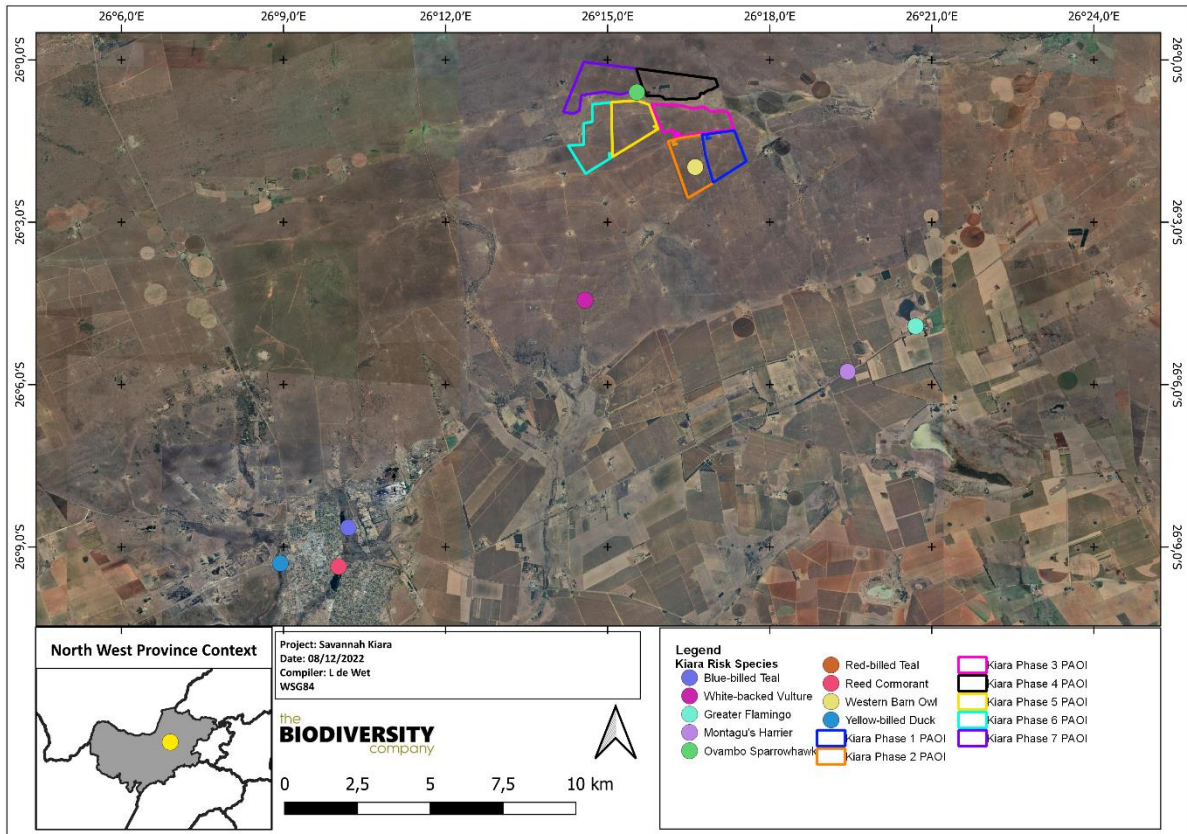 26°6,0'E 26°9,0'E 26°12,0'E 26°15,0'E 26°18,0'E 26°21,0'E 26°24,0'E
26°0,0'S 26°0,0'S
26°3,0'S 26°3,0'S
26°6,0'S 26°6,0'S
26°9,0'S 26°9,0'S
North West Province Context
Project: Savannah Kiara
Date: 08/12/2022
Compiler: L de Wet
WSG84
the
BIODIVERSITY
company
0 2,5 5 7,5 10 km
Legend
Kiara Risk Species
Blue-billed Teal
White-backed Vulture
Greater Flamingo
Montagu's Harrier
Ovambo Sparrowhawk
Red-billed Teal
Reed Cormorant
Western Barn Owl
Yellow-billed Duck
Kiara Phase 1 PAOI
Kiara Phase 2 PAOI
Kiara Phase 3 PAOI
Kiara Phase 4 PAOI
Kiara Phase 5 PAOI
Kiara Phase 6 PAOI
Kiara Phase 7 PAOI